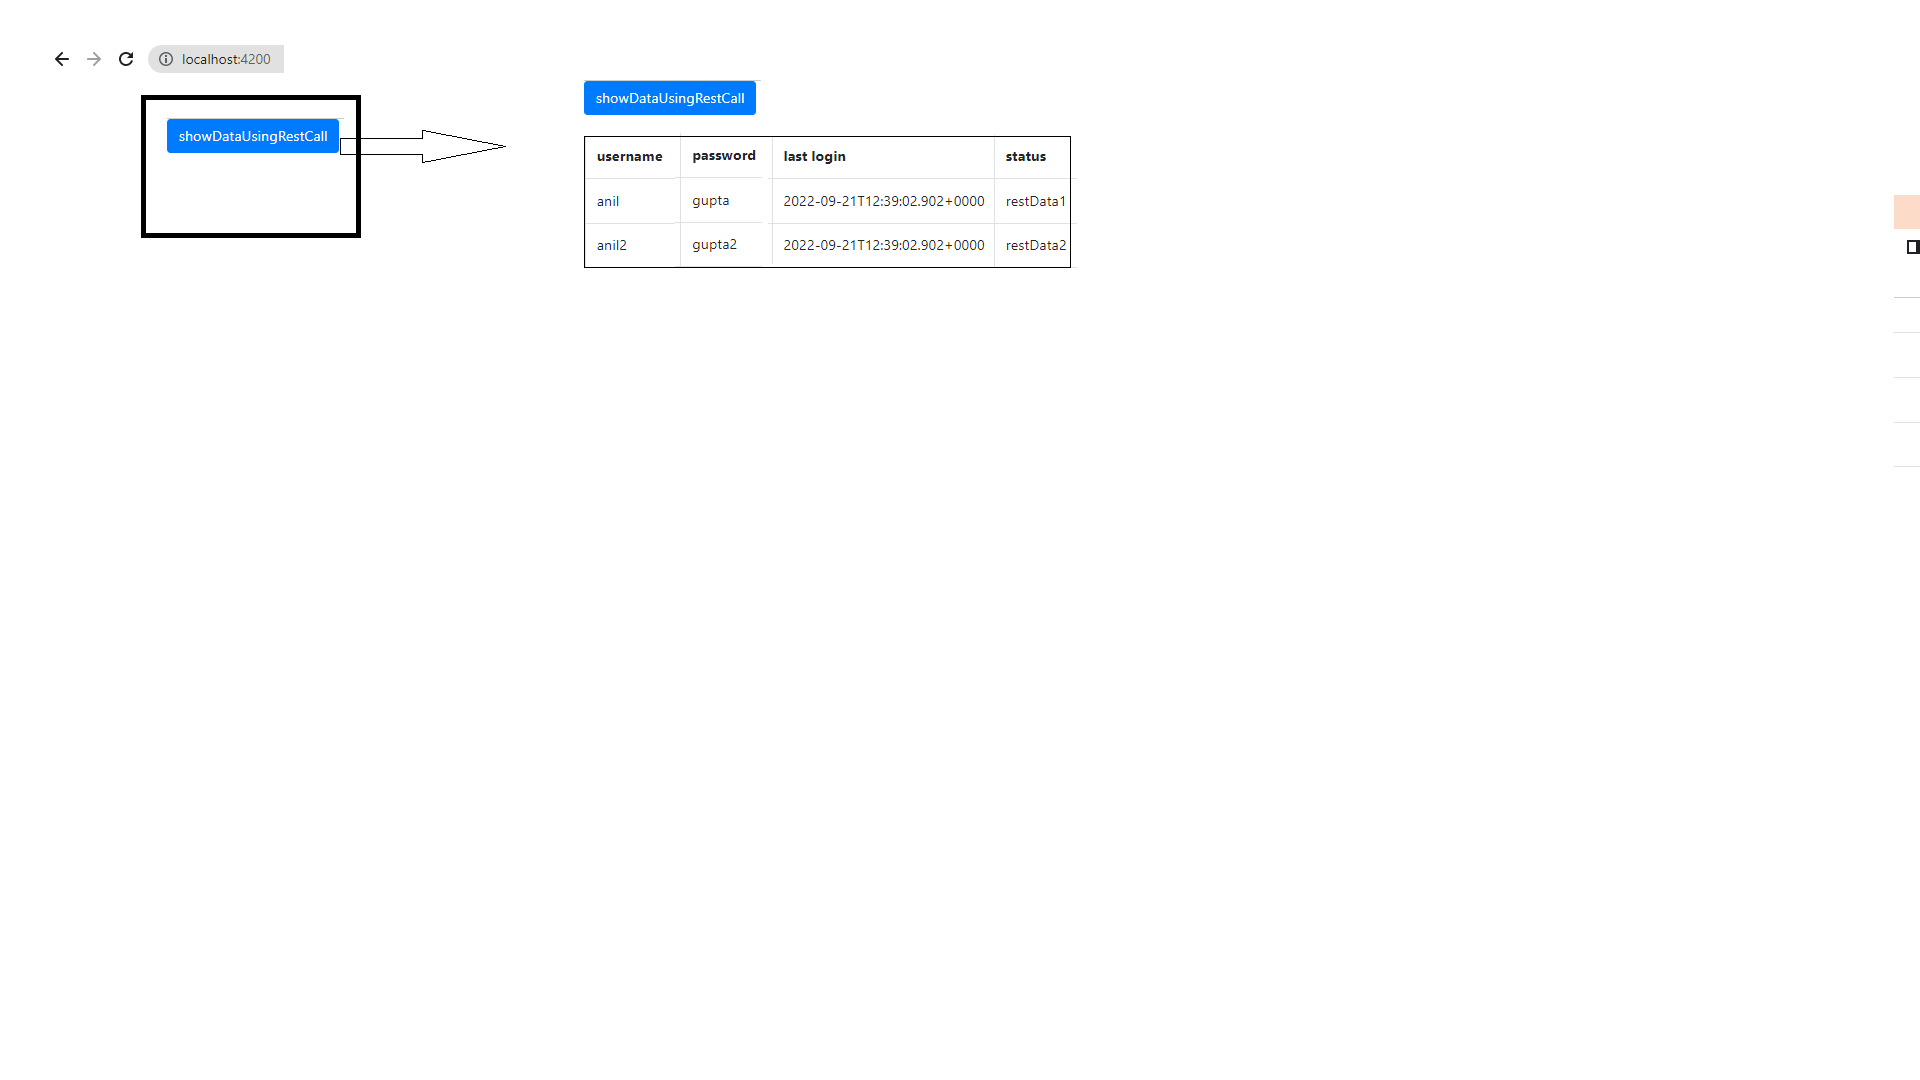 localhost:4200
showDataUsingRestCall
showDataUsingRestCall
username password last login status
anil gupta 2022-09-21T12:39:02.902+0000 restData1
anil2 gupta2 2022-09-21T12:39:02.902+0000 restData2